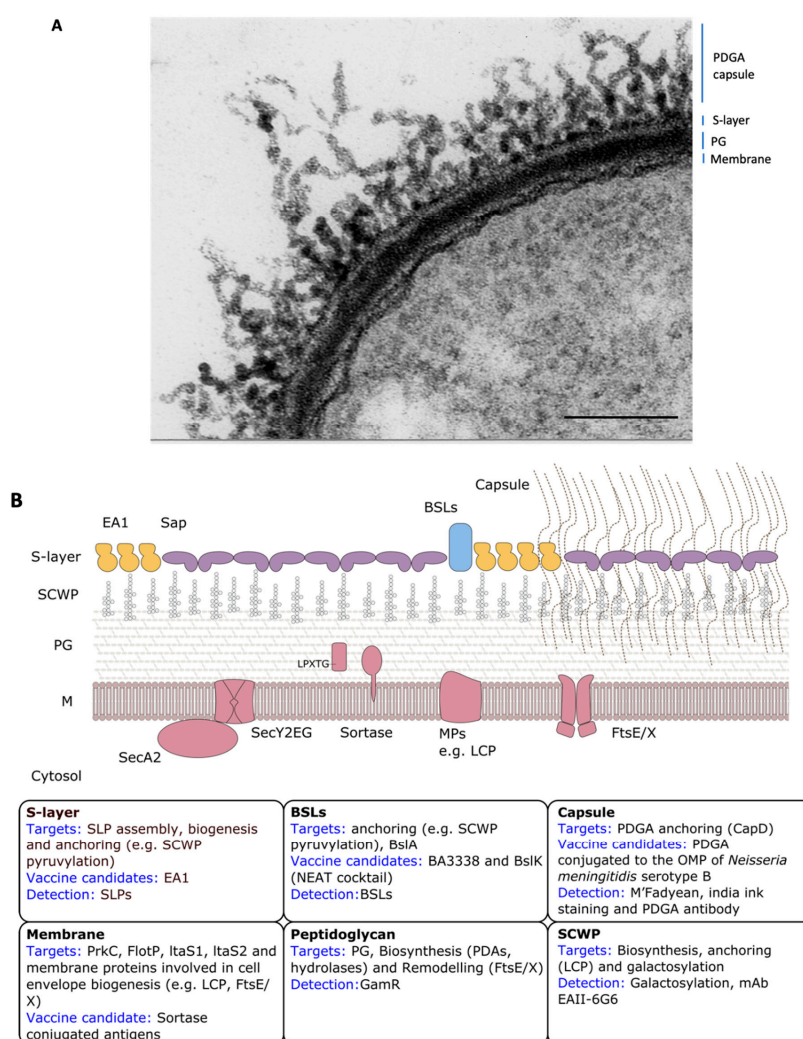 A
PDGA
capsule
S-layer
PG
Membrane
B
Capsule
BSLs
EA1
Sap
S-layer
SCWP
PG
LPXTG
M
SecY2EG
Sortase
MPs
e.g. LCP
FtsE/X
SecA2
Cytosol
S-layer
Targets: SLP assembly, biogenesis
and anchoring (e.g. SCWP
pyruvylation)
Vaccine candidates: EA1
Detection: SLPs
BSLs
Targets: anchoring (e.g. SCWP
pyruvylation), BslA
Vaccine candidates: BA3338 and BslK
(NEAT cocktail)
Detection:BSLs
Capsule
Targets: PDGA anchoring (CapD)
Vaccine candidates: PDGA
conjugated to the OMP of Neisseria
meningitidis serotype B
Detection: M'Fadyean, india ink
staining and PDGA antibody
Membrane
Targets: PrkC, FlotP, ltaS1, ltaS2 and
membrane proteins involved in cell
envelope biogenesis (e.g. LCP, FtsE/
X)
Vaccine candidate: Sortase
conjugated antigens
Peptidoglycan
Targets: PG, Biosynthesis (PDAs,
hydrolases) and Remodelling (FtsE/X)
Detection:GamR
SCWP
Targets: Biosynthesis, anchoring
(LCP) and galactosylation
Detection: Galactosylation, mAb
EAII-6G6